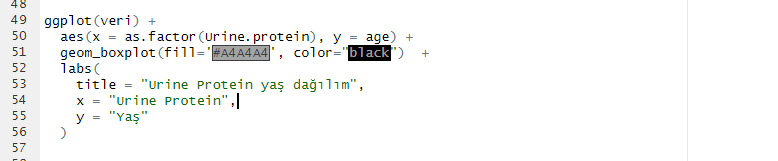 48
49 ggplot(veri) +
50 aes(x = as.factor(Urine.protein), y = age) +
51 geom_boxplot(fill='#A4A4A4', color="black") +
52 labs(
53 title = "Urine Protein yaş dağılım",
54 x = "Urine Protein",
55 y = "Yaş"
56 )
57